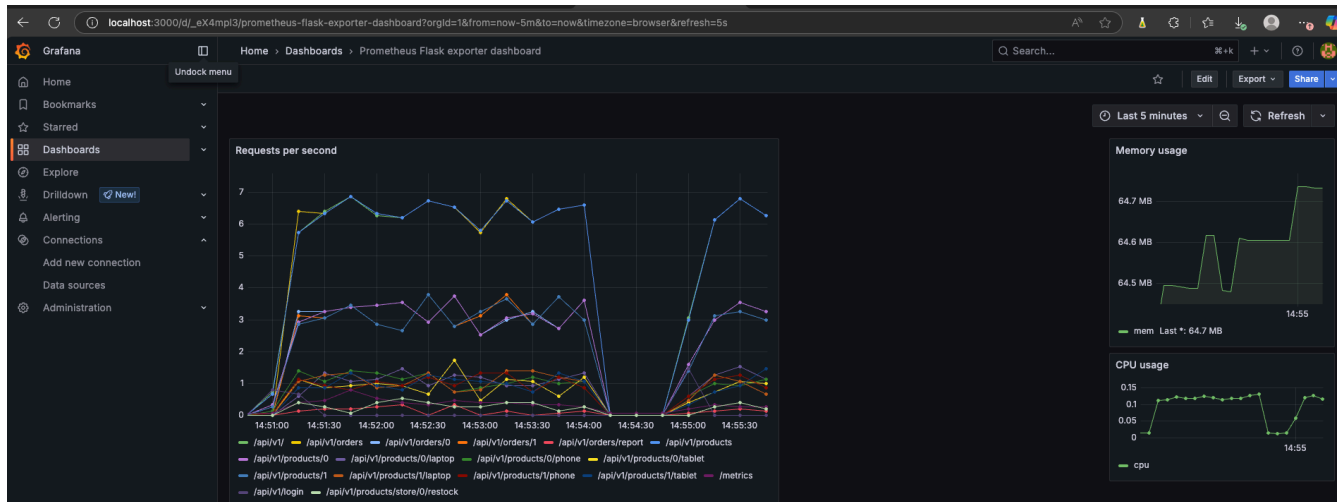 localhost:3000/d/_eX4mpl3/prometheus-flask-exporter-dashboard?orgId=1&from=now-5m&to=now&timezone=browser&refresh=5s
Grafana
Home › Dashboards › Prometheus Flask exporter dashboard
Search...
⌘+k
Undock menu
Edit
Export
Share
Home
Bookmarks
Starred
Dashboards
Explore
Drilldown New!
Alerting
Connections
Add new connection
Data sources
Administration
Last 5 minutes
Refresh
Requests per second
7
6
5
4
3
2
1
0
14:51:00 14:51:30 14:52:00 14:52:30 14:53:00 14:53:30 14:54:00 14:54:30 14:55:00 14:55:30
/api/v1/ /api/v1/orders /api/v1/orders/0 /api/v1/orders/1 /api/v1/orders/report /api/v1/products
/api/v1/products/0 /api/v1/products/0/laptop /api/v1/products/0/phone /api/v1/products/0/tablet
/api/v1/products/1 /api/v1/products/1/laptop /api/v1/products/1/phone /api/v1/products/1/tablet /metrics
/api/v1/login /api/v1/products/store/0/restock
Memory usage
64.7 MB
64.6 MB
64.5 MB
14:55
mem Last *: 64.7 MB
CPU usage
0.15
0.1
0.05
0
14:55
cpu